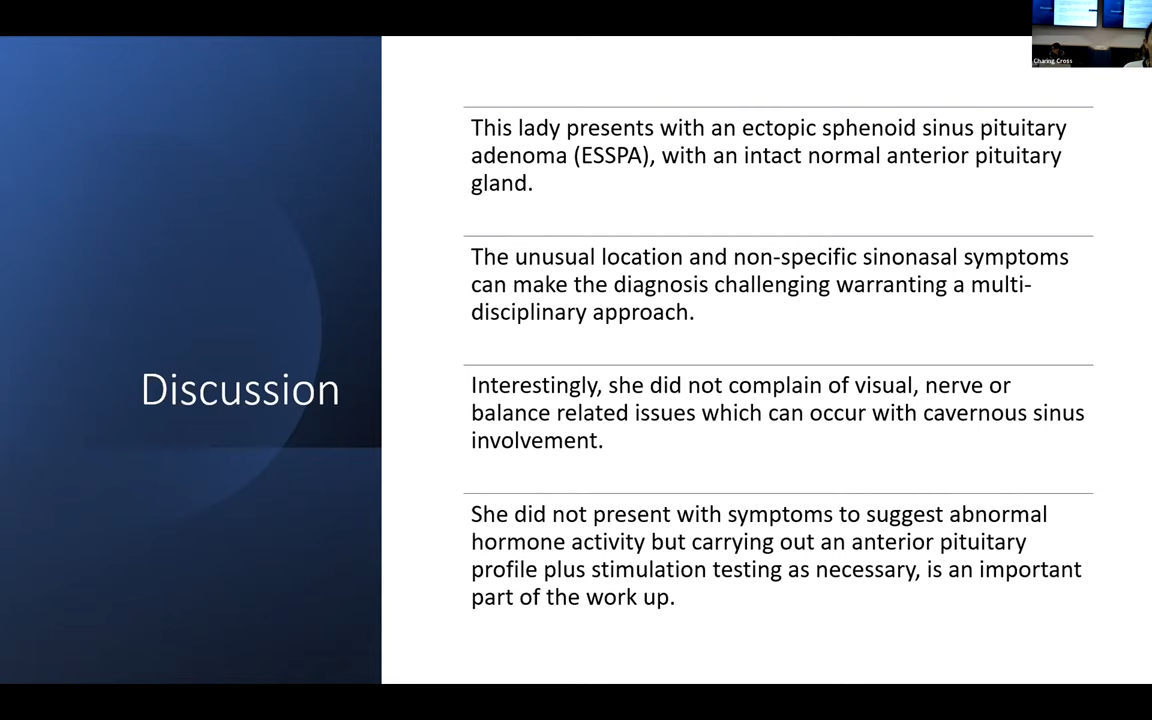 Charing Cross
This lady presents with an ectopic sphenoid sinus pituitary
adenoma (ESSPA), with an intact normal anterior pituitary
gland.
The unusual location and non-specific sinonasal symptoms
can make the diagnosis challenging warranting a multi-
disciplinary approach.
Discussion
Interestingly, she did not complain of visual, nerve or
balance related issues which can occur with cavernous sinus
involvement.
She did not present with symptoms to suggest abnormal
hormone activity but carrying out an anterior pituitary
profile plus stimulation testing as necessary, is an important
part of the work up.